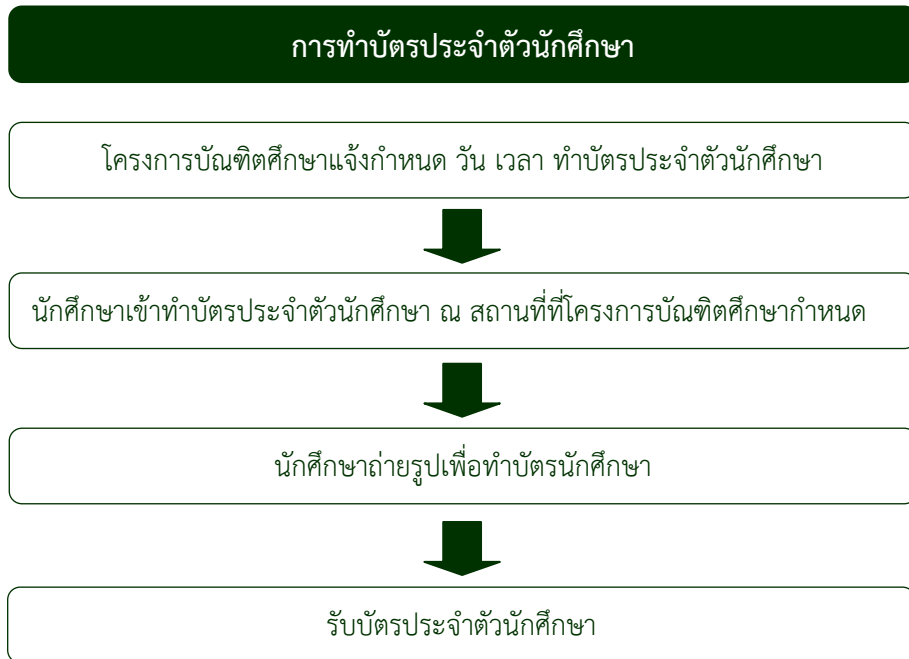 การทำบัตรประจำตัวนักศึกษา
โครงการบัณฑิตศึกษาแจ้งกำหนด วัน เวลา ทำบัตรประจำตัวนักศึกษา
นักศึกษาเข้าทำบัตรประจำตัวนักศึกษา ณ สถานที่ที่โครงการบัณฑิตศึกษากำหนด
นักศึกษาถ่ายรูปเพื่อทำบัตรนักศึกษา
รับบัตรประจำตัวนักศึกษา